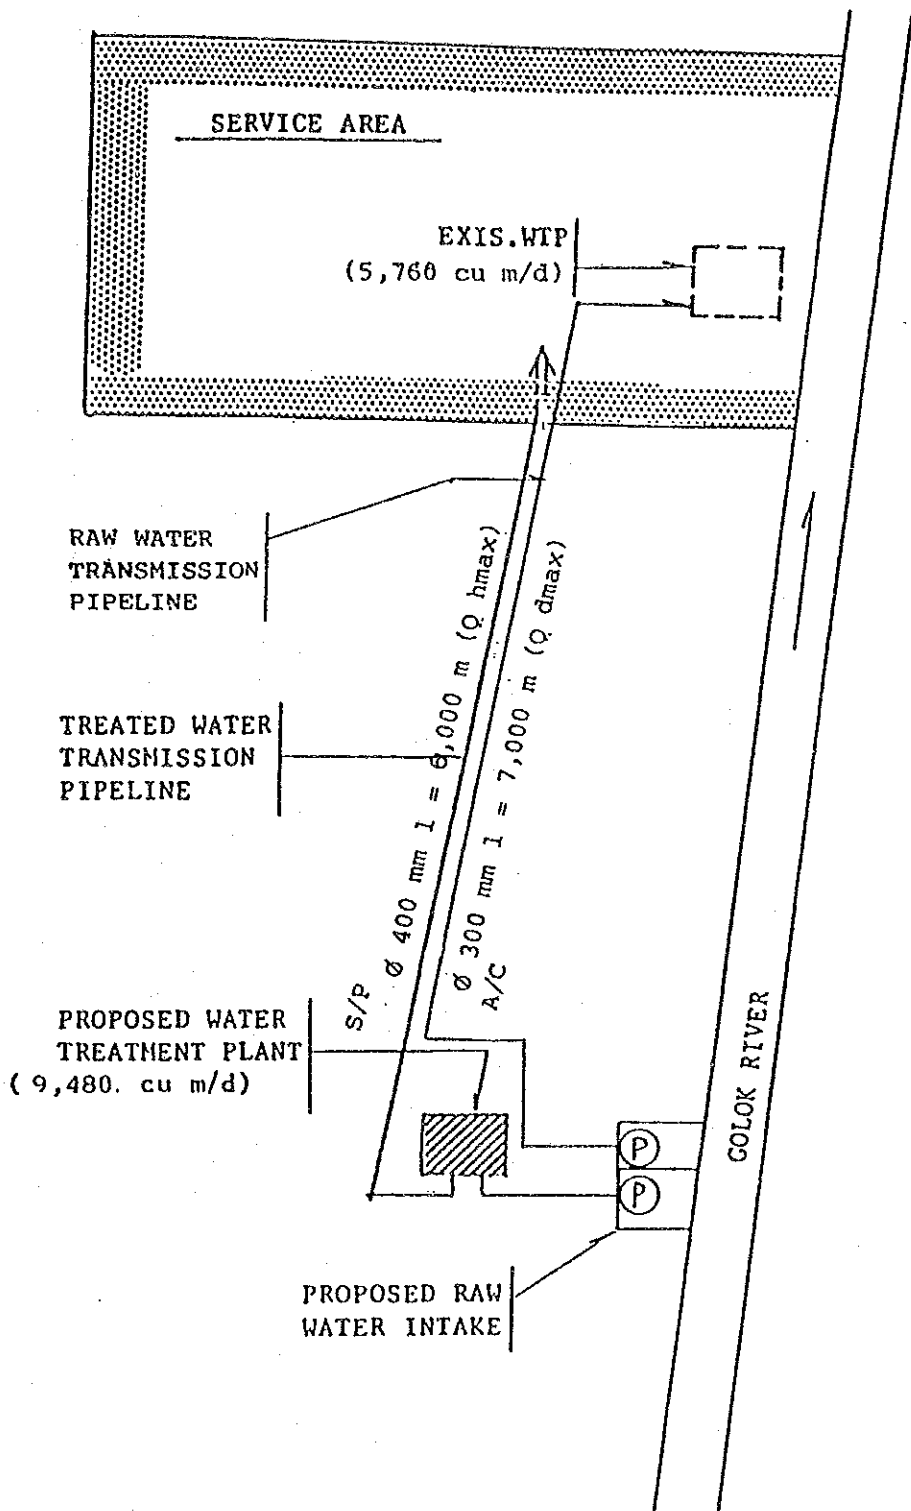 SERVICE AREA
EXIS.WTP
(5,760 cu m/d)
RAW WATER
TRANSMISSION
PIPELINE
TREATED WATER
TRANSMISSION
PIPELINE
S/P Ø 400 mm l = 6,000 m (Q hmax)
Ø 300 mm l = 7,000 m (Q dmax)
A/C
PROPOSED WATER
TREATMENT PLANT
( 9,480. cu m/d)
GOLOK RIVER
P
P
PROPOSED RAW
WATER INTAKE